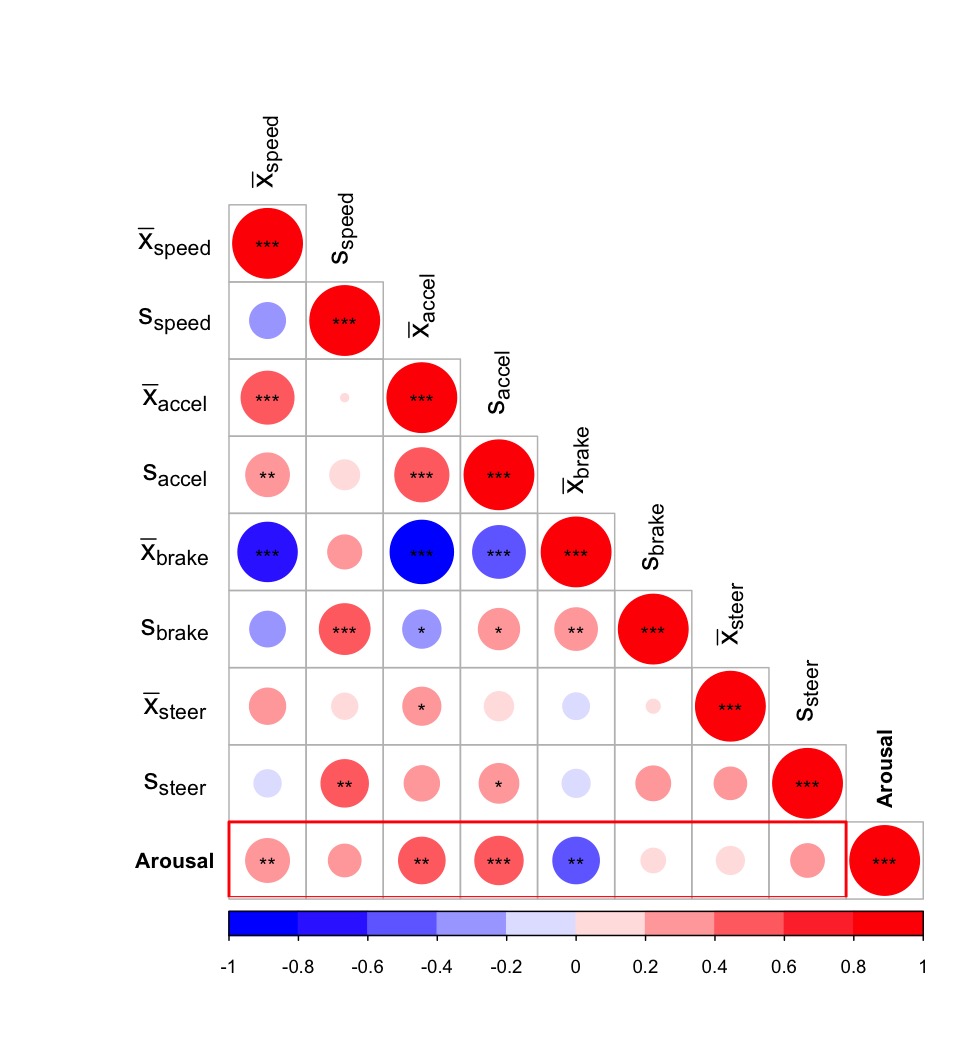 x̄speed
x̄speed ***
sspeed
sspeed ***
x̄accel
x̄accel *** ***
saccel
saccel ** *** ***
x̄brake
x̄brake *** *** *** ***
sbrake
sbrake *** * * ** ***
x̄steer
x̄steer * ***
ssteer
ssteer ** * ***
Arousal
Arousal ** ** *** ** ***
-1 -0.8 -0.6 -0.4 -0.2 0 0.2 0.4 0.6 0.8 1